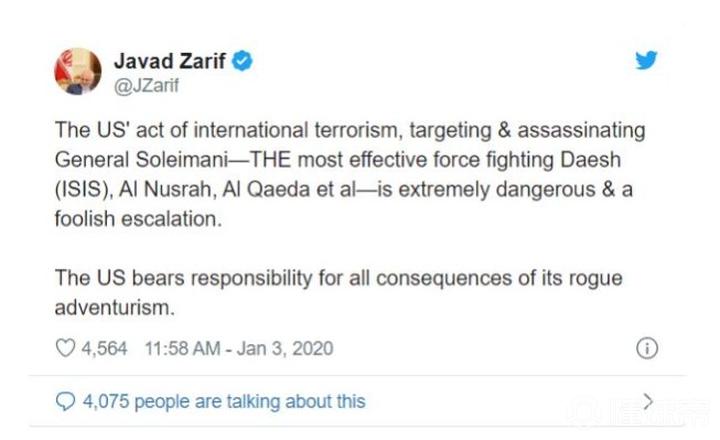 Javad Zarif
@JZarif
The US' act of international terrorism, targeting & assassinating
General Soleimani—THE most effective force fighting Daesh
(ISIS), Al Nusrah, Al Qaeda et al—is extremely dangerous & a
foolish escalation.
The US bears responsibility for all consequences of its rogue
adventurism.
4,564 11:58 AM - Jan 3, 2020
4,075 people are talking about this